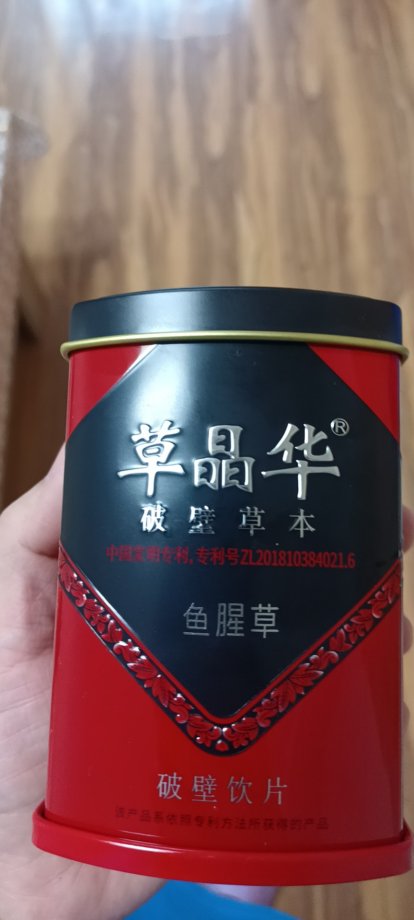 草晶华®
破壁草本
中国发明专利,专利号ZL201810384021.6
鱼腥草
破壁饮片
该产品系依照专利方法所获得的产品